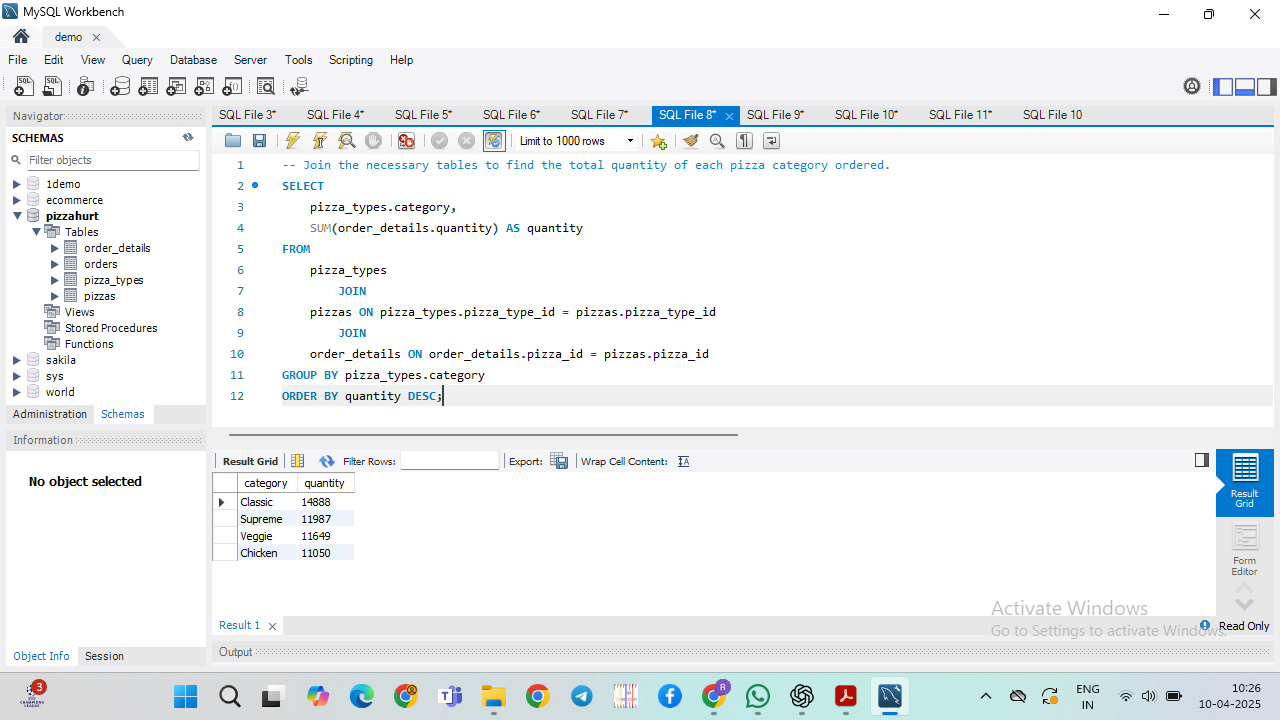 MySQL Workbench
demo
File Edit View Query Database Server Tools Scripting Help
Navigator
SCHEMAS
Filter objects
1demo
ecommerce
pizzahurt
Tables
order_details
orders
pizza_types
pizzas
Views
Stored Procedures
Functions
sakila
sys
world
Administration Schemas
Information
No object selected
Object Info Session
SQL File 3* SQL File 4* SQL File 5* SQL File 6* SQL File 7* SQL File 8* SQL File 9* SQL File 10* SQL File 11* SQL File 10
Limit to 1000 rows
1 -- Join the necessary tables to find the total quantity of each pizza category ordered.
2 SELECT
3 pizza_types.category,
4 SUM(order_details.quantity) AS quantity
5 FROM
6 pizza_types
7 JOIN
8 pizzas ON pizza_types.pizza_type_id = pizzas.pizza_type_id
9 JOIN
10 order_details ON order_details.pizza_id = pizzas.pizza_id
11 GROUP BY pizza_types.category
12 ORDER BY quantity DESC;
Result Grid Filter Rows: Export: Wrap Cell Content:
category quantity
Classic 14888
Supreme 11987
Veggie 11649
Chicken 11050
Result
Grid
Form
Editor
Activate Windows
Go to Settings to activate Windows.
Result 1
Read Only
Output
3
R
ENG
IN
10:26
10-04-2025